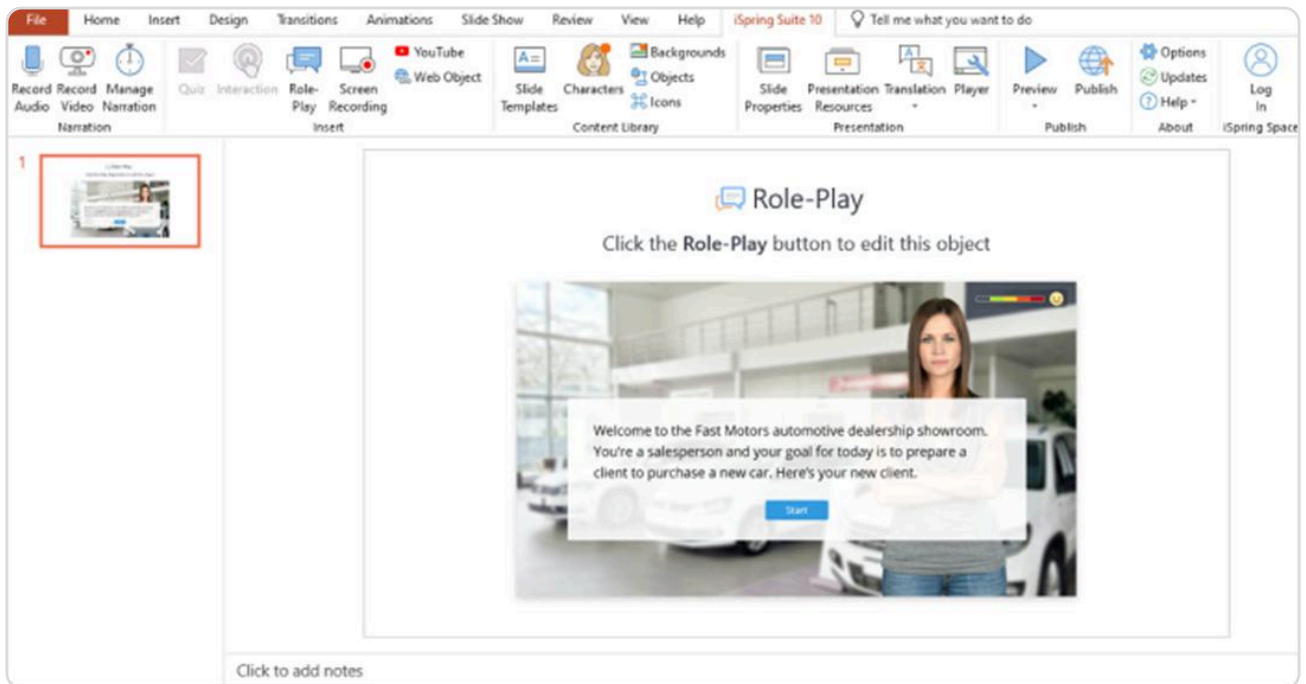 File Home Insert Design Transitions Animations Slide Show Review View Help iSpring Suite 10 Tell me what you want to do
Record Audio
Record Video
Manage Narration
Narration
Quiz
Interaction
Role-Play
Screen Recording
YouTube
Web Object
Insert
Slide Templates
Characters
Backgrounds
Objects
Icons
Content Library
Slide Properties
Presentation Resources
Translation
Player
Presentation
Preview
Publish
Publish
Options
Updates
Help
About
Log In
iSpring Space
1
Role-Play
Click the Role-Play button to edit this object
Welcome to the Fast Motors automotive dealership showroom.
You're a salesperson and your goal for today is to prepare a
client to purchase a new car. Here's your new client.
Start
Click to add notes